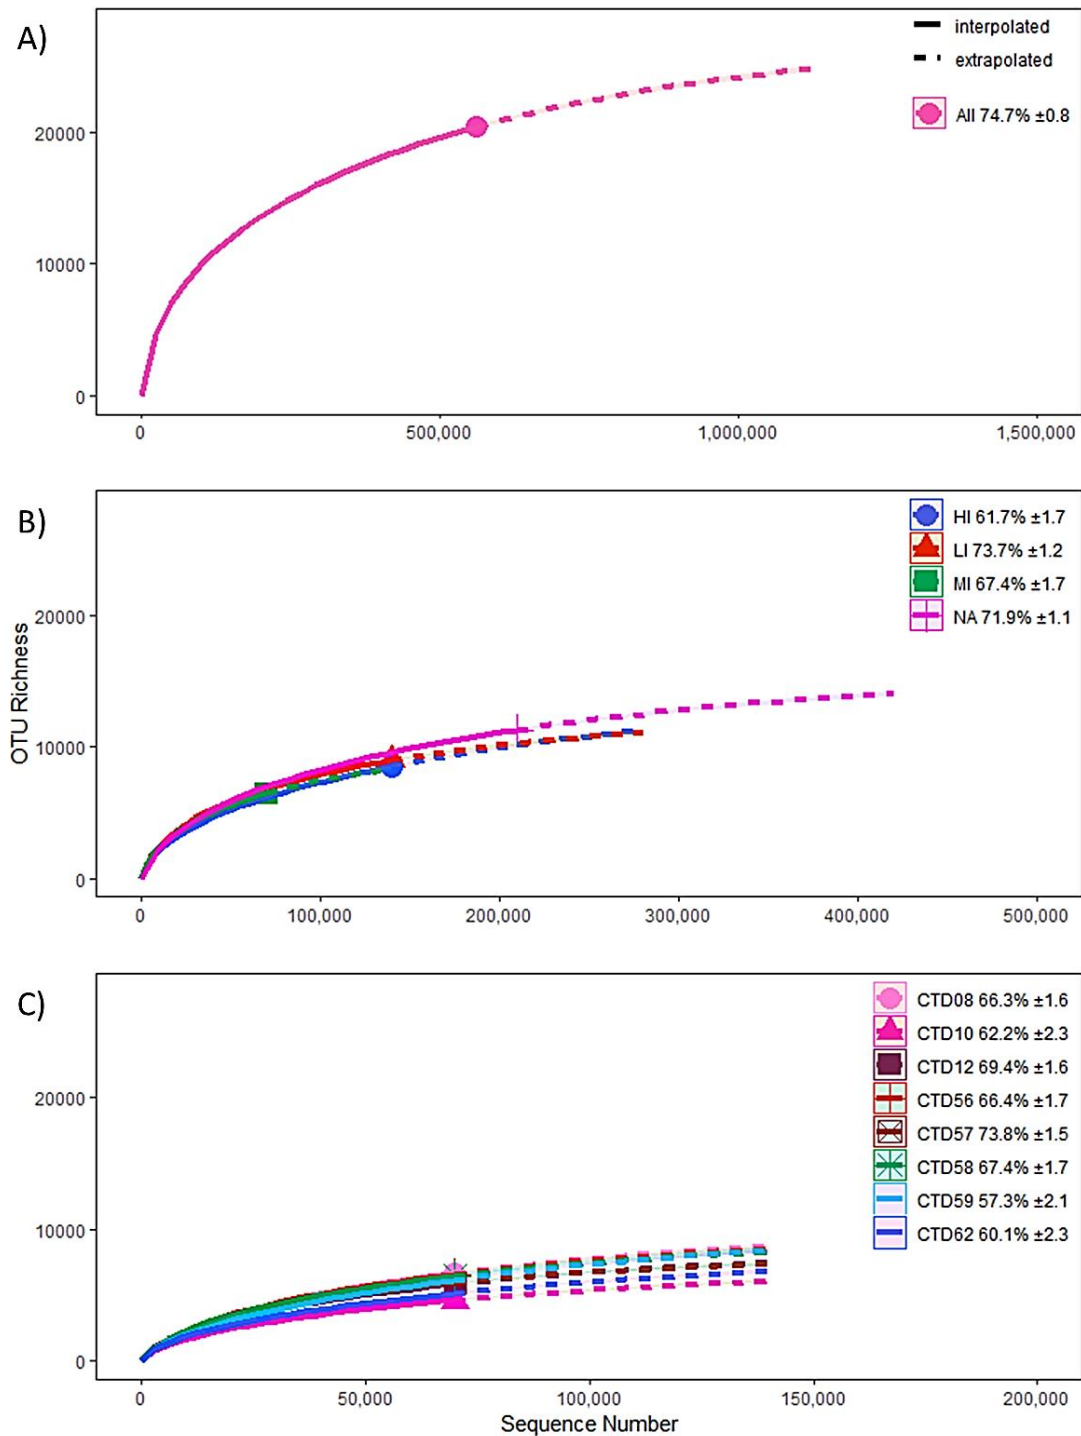 A)
interpolated
extrapolated
All 74.7% ±0.8
20000
10000
0
0 500,000 1,000,000 1,500,000
B)
HI 61.7% ±1.7
LI 73.7% ±1.2
MI 67.4% ±1.7
NA 71.9% ±1.1
OTU Richness
20000
10000
0
0 100,000 200,000 300,000 400,000 500,000
C)
CTD08 66.3% ±1.6
CTD10 62.2% ±2.3
CTD12 69.4% ±1.6
CTD56 66.4% ±1.7
CTD57 73.8% ±1.5
CTD58 67.4% ±1.7
CTD59 57.3% ±2.1
CTD62 60.1% ±2.3
20000
10000
0
0 50,000 100,000 150,000 200,000
Sequence Number